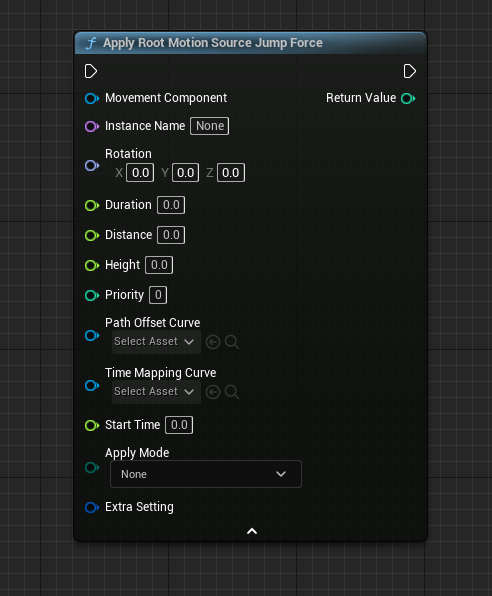 f Apply Root Motion Source Jump Force
Movement Component Return Value
Instance Name None
Rotation
X 0.0 Y 0.0 Z 0.0
Duration 0.0
Distance 0.0
Height 0.0
Priority 0
Path Offset Curve
Select Asset
Time Mapping Curve
Select Asset
Start Time 0.0
Apply Mode
None
Extra Setting